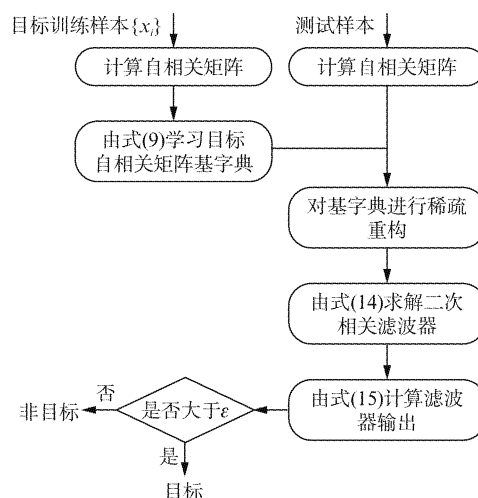 目标训练样本{xᵢ}
测试样本
计算自相关矩阵
计算自相关矩阵
由式(9)学习目标
自相关矩阵基字典
对基字典进行稀疏
重构
由式(14)求解二次
相关滤波器
由式(15)计算滤波
器输出
是否大于ε
否
非目标
是
目标